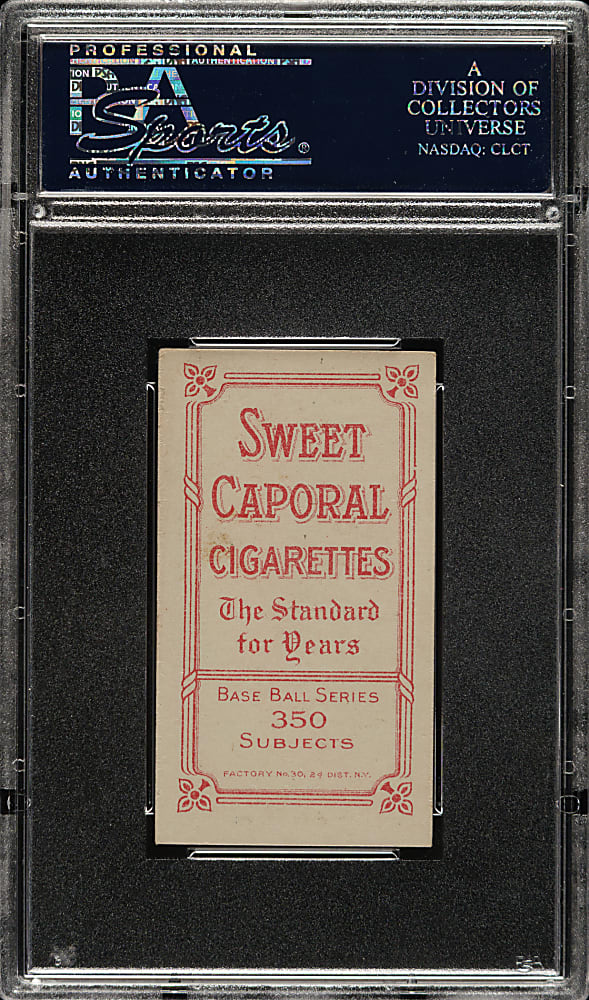 PROFESSIONAL
PSA
Sports®
AUTHENTICATOR
A
DIVISION OF
COLLECTORS
UNIVERSE
NASDAQ: CLCT
SWEET
CAPORAL
CIGARETTES
The Standard
for Years
BASE BALL SERIES
350
SUBJECTS
FACTORY No. 30, 2d DIST. N.Y.